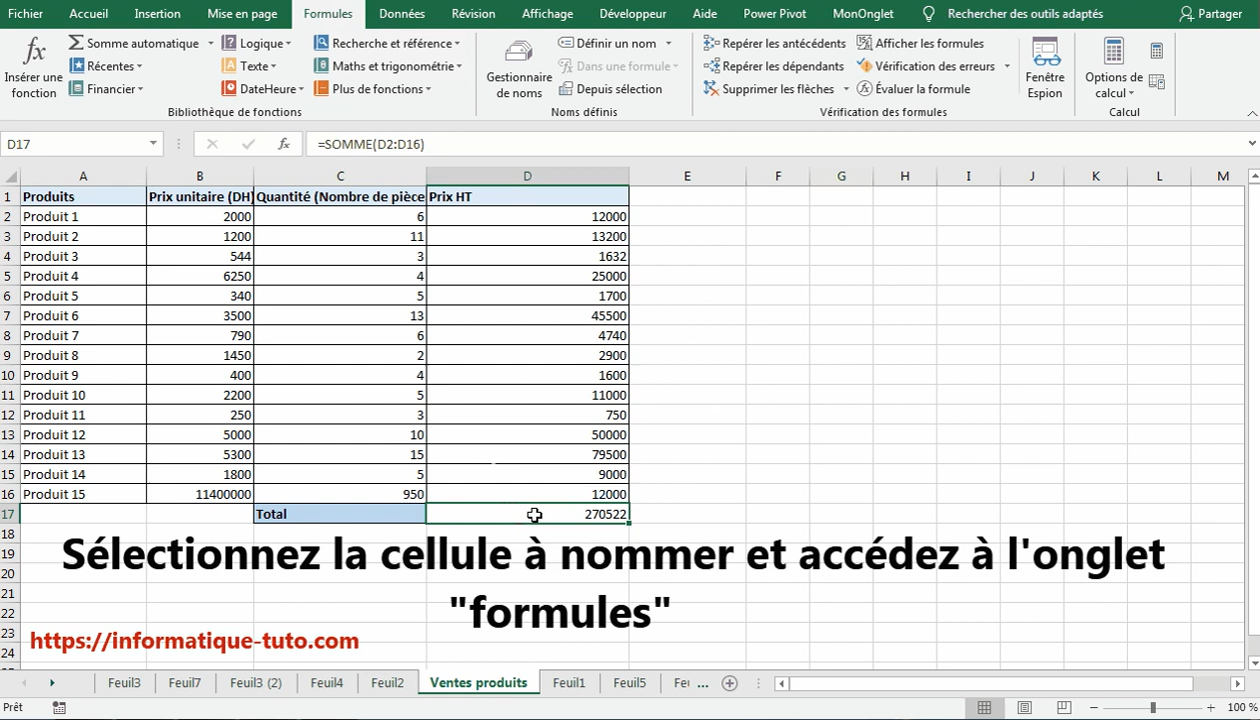 Fichier Accueil Insertion Mise en page Formules Données Révision Affichage Développeur Aide Power Pivot MonOnglet Rechercher des outils adaptés Partager
Insérer une fonction
Somme automatique
Récentes
Financier
Logique
Texte
DateHeure
Recherche et référence
Maths et trigonométrie
Plus de fonctions
Bibliothèque de fonctions
Gestionnaire de noms
Définir un nom
Dans une formule
Depuis sélection
Noms définis
Repérer les antécédents
Repérer les dépendants
Supprimer les flèches
Afficher les formules
Vérification des erreurs
Évaluer la formule
Vérification des formules
Fenêtre Espion
Options de calcul
Calcul
D17 fx =SOMME(D2:D16)
A B C D E F G H I J K L M
1 Produits Prix unitaire (DH) Quantité (Nombre de pièce Prix HT
2 Produit 1 2000 6 12000
3 Produit 2 1200 11 13200
4 Produit 3 544 3 1632
5 Produit 4 6250 4 25000
6 Produit 5 340 5 1700
7 Produit 6 3500 13 45500
8 Produit 7 790 6 4740
9 Produit 8 1450 2 2900
10 Produit 9 400 4 1600
11 Produit 10 2200 5 11000
12 Produit 11 250 3 750
13 Produit 12 5000 10 50000
14 Produit 13 5300 15 79500
15 Produit 14 1800 5 9000
16 Produit 15 11400000 950 12000
17 Total 270522
18
19
20
21
22
23
24
Sélectionnez la cellule à nommer et accédez à l'onglet
"formules"
https://informatique-tuto.com
Feuil3 Feuil7 Feuil3 (2) Feuil4 Feuil2 Ventes produits Feuil1 Feuil5 ...
Prêt 100 %